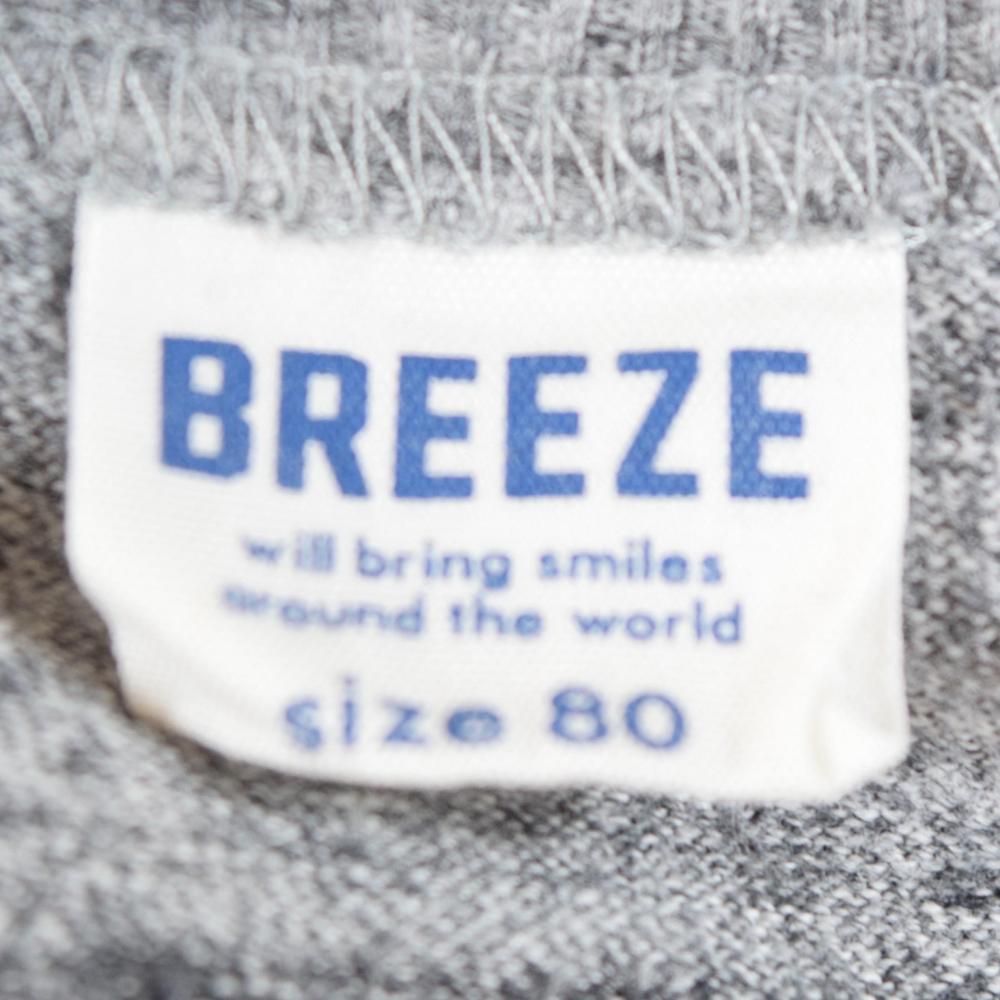 BREEZE
will bring smiles
around the world
size 80